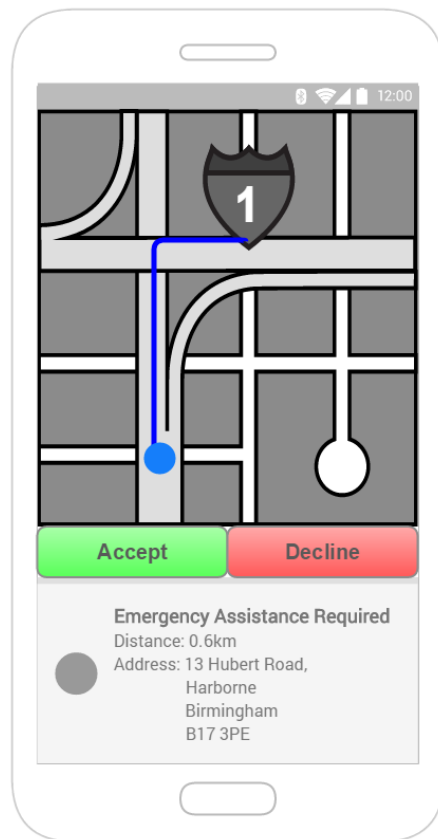 12:00
1
Accept
Decline
Emergency Assistance Required
Distance: 0.6km
Address: 13 Hubert Road,
Harborne
Birmingham
B17 3PE